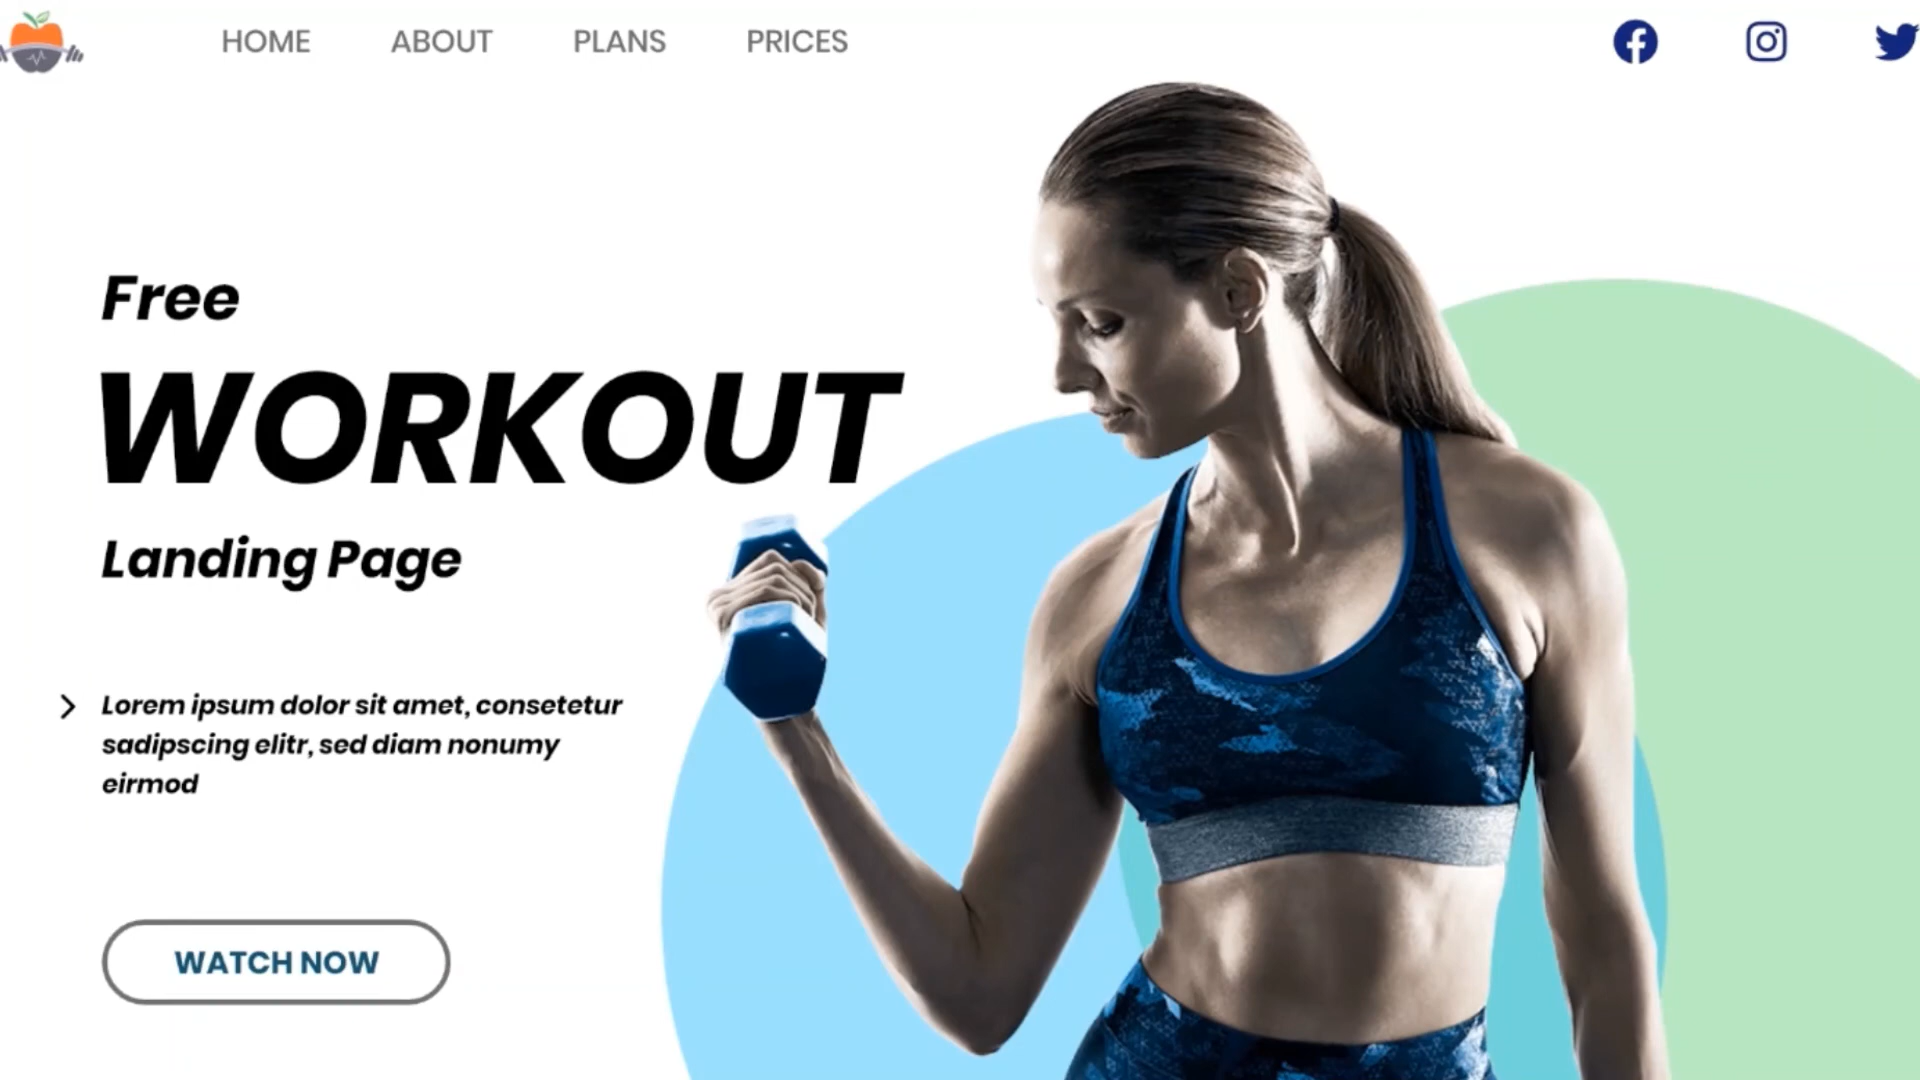 HOME ABOUT PLANS PRICES
Free
WORKOUT
Landing Page
Lorem ipsum dolor sit amet, consetetur
sadipscing elitr, sed diam nonumy
eirmod
WATCH NOW